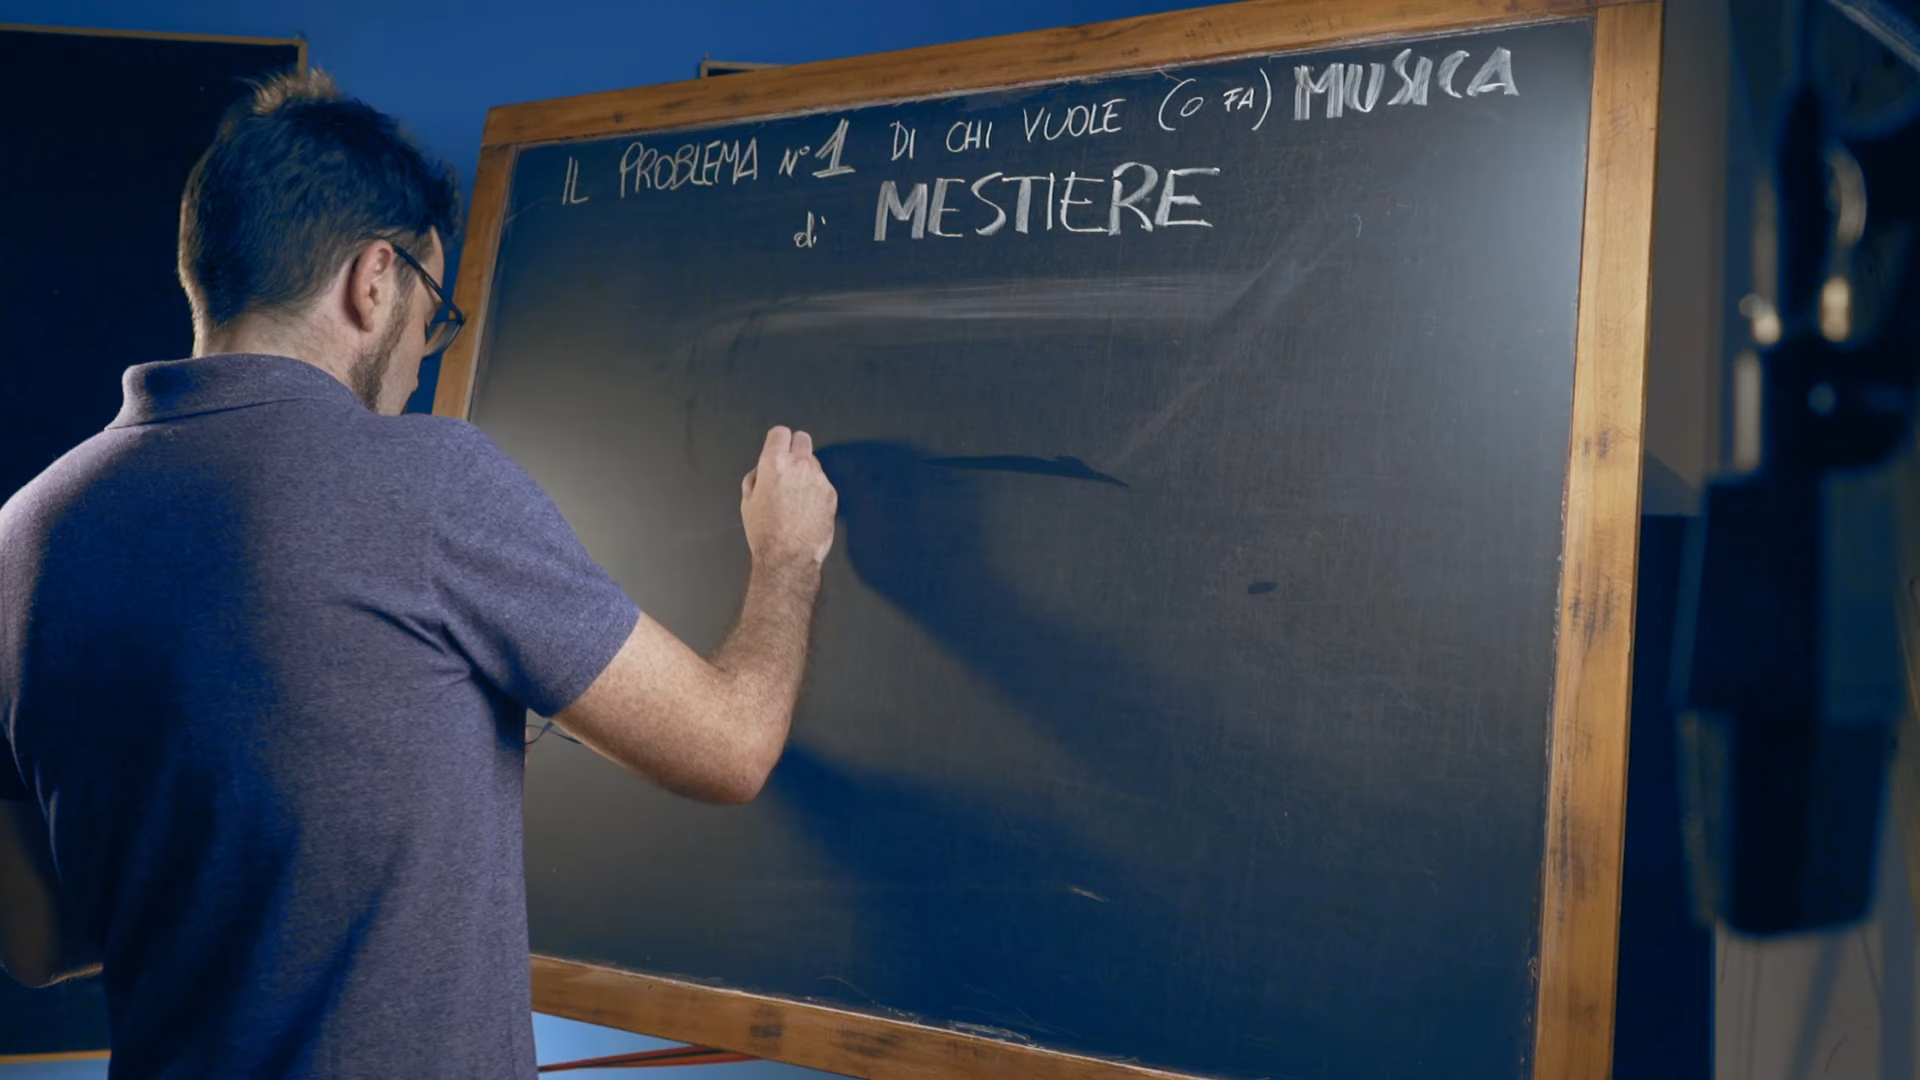 IL PROBLEMA N° 1 DI CHI VUOLE (O FA) MUSICA
di MESTIERE